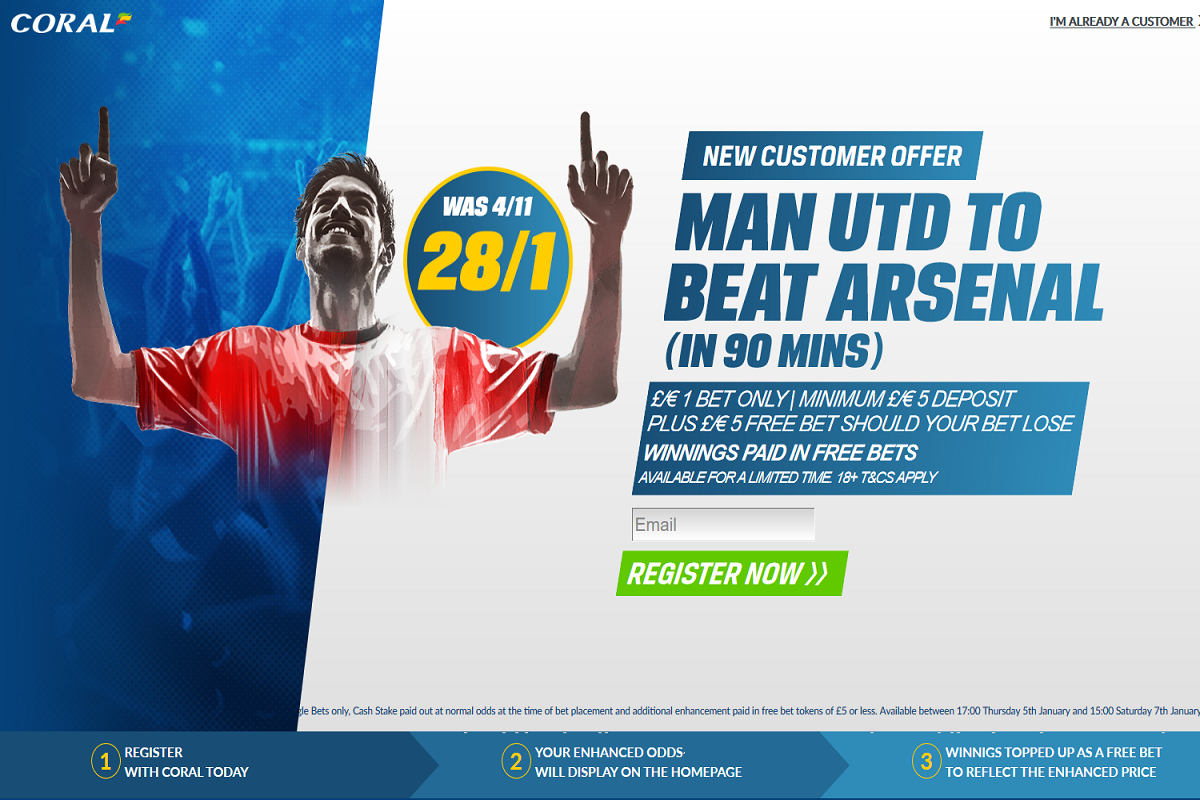 CORAL
I'M ALREADY A CUSTOMER
NEW CUSTOMER OFFER
WAS 4/11
28/1
MAN UTD TO
BEAT ARSENAL
(IN 90 MINS)
£/€ 1 BET ONLY | MINIMUM £/€ 5 DEPOSIT
PLUS £/€ 5 FREE BET SHOULD YOUR BET LOSE
WINNINGS PAID IN FREE BETS
AVAILABLE FOR A LIMITED TIME. 18+ T&CS APPLY
Email
REGISTER NOW »
Bets only, Cash Stake paid out at normal odds at the time of bet placement and additional enhancement paid in free bet tokens of £5 or less. Available between 17:00 Thursday 5th January and 15:00 Saturday 7th January
1 REGISTER
WITH CORAL TODAY
2 YOUR ENHANCED ODDS
WILL DISPLAY ON THE HOMEPAGE
3 WINNIGS TOPPED UP AS A FREE BET
TO REFLECT THE ENHANCED PRICE